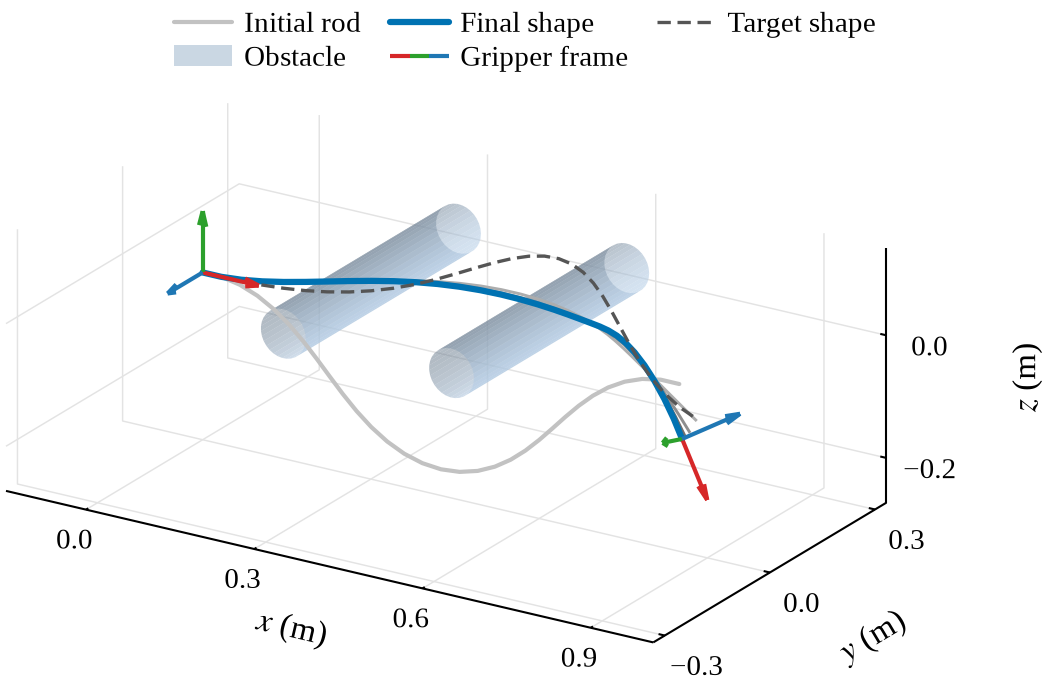 Initial rod Final shape Target shape
Obstacle Gripper frame
0.0
−0.2
z (m)
0.0
0.3
0.6
0.9
x (m)
−0.3
0.0
0.3
y (m)